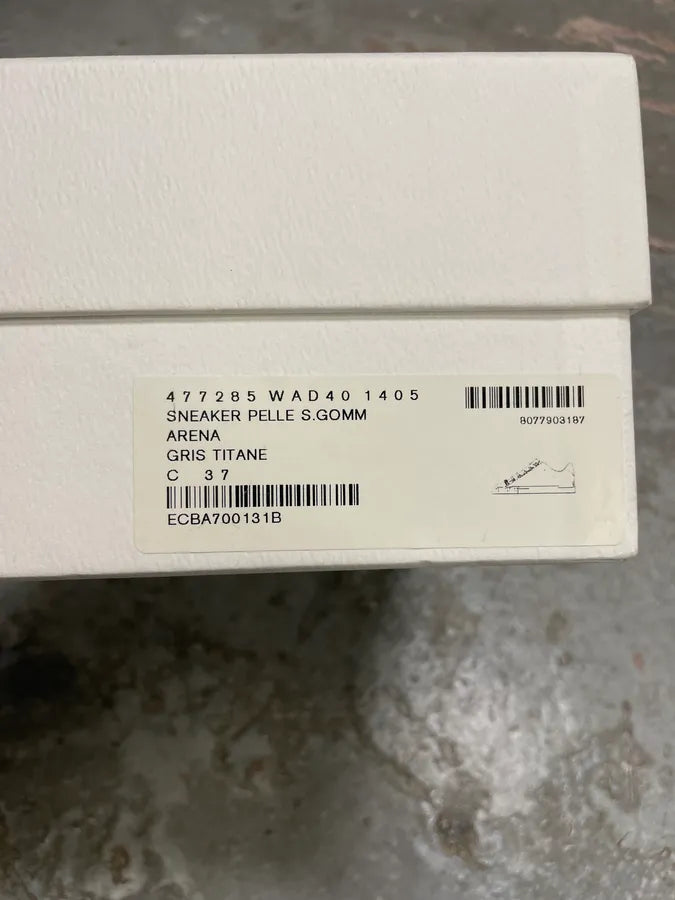 477285 WAD40 1405
SNEAKER PELLE S.GOMM
ARENA
GRIS TITANE
C 37
ECBA700131B
8077903187